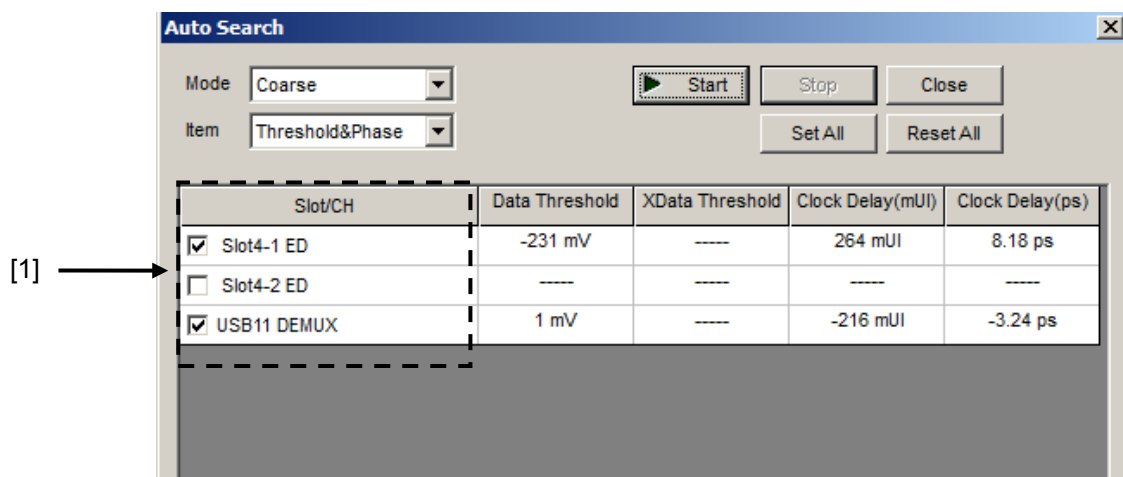 Auto Search
Mode Coarse Start Stop Close
Item Threshold&Phase Set All Reset All
Slot/CH Data Threshold XData Threshold Clock Delay(mUI) Clock Delay(ps)
Slot4-1 ED -231 mV ----- 264 mUI 8.18 ps
[1]
Slot4-2 ED ----- ----- ----- -----
USB11 DEMUX 1 mV ----- -216 mUI -3.24 ps